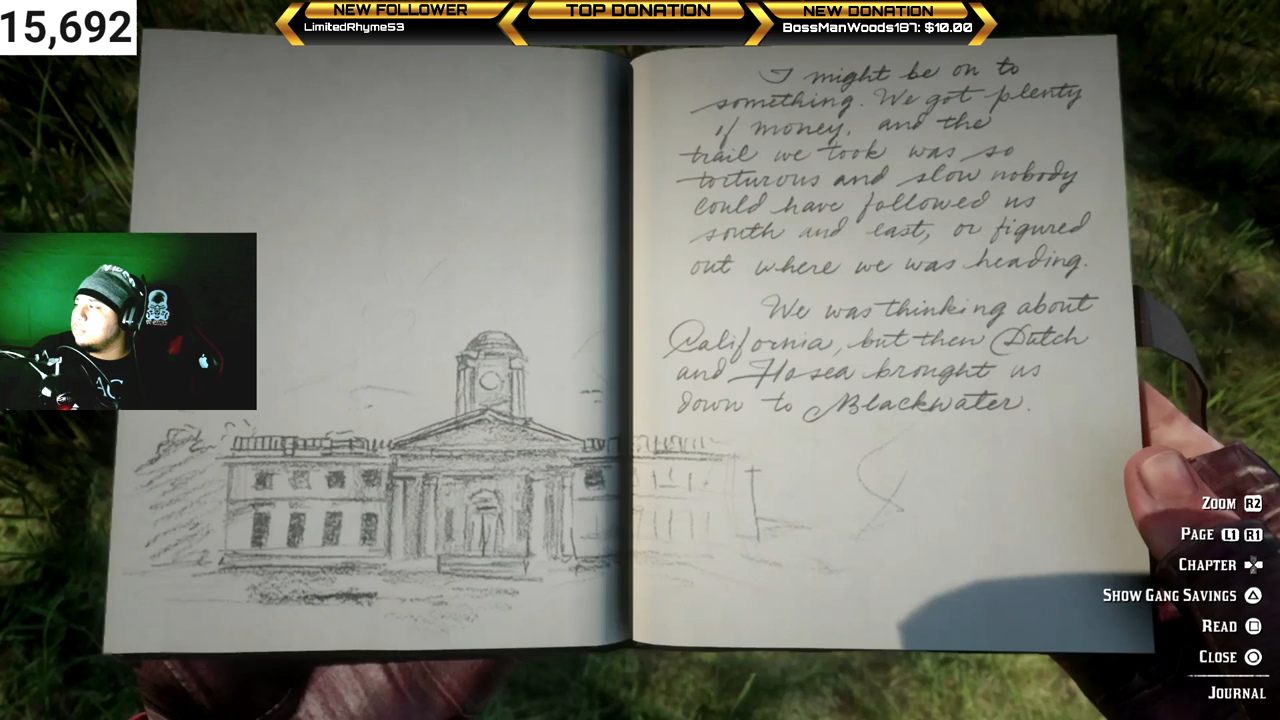 15,692
NEW FOLLOWER
LimitedRhyme53
TOP DONATION
NEW DONATION
BossManWoods187: $10.00
I might be on to
something. We got plenty
of money, and the
trail we took was so
torturous and slow nobody
could have followed us
south and east, or figured
out where we was heading.
We was thinking about
California, but then Dutch
and Hosea brought us
down to Blackwater.
ZOOM R2
PAGE L1 R1
CHAPTER
SHOW GANG SAVINGS
READ
CLOSE
JOURNAL